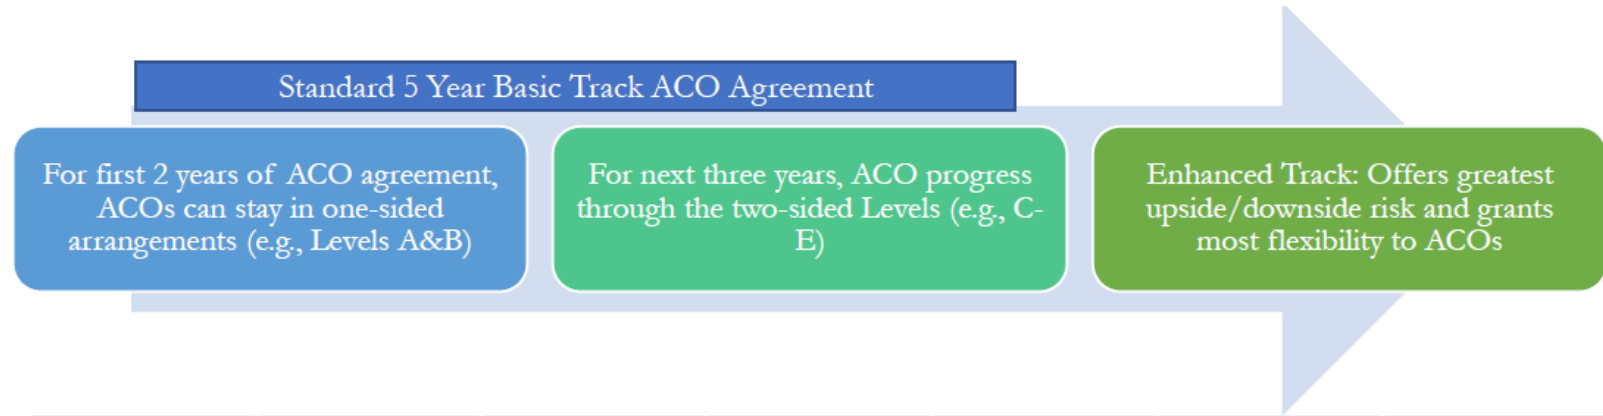 Standard 5 Year Basic Track ACO Agreement
For first 2 years of ACO agreement,
ACOs can stay in one-sided
arrangements (e.g., Levels A&B)
For next three years, ACO progress
through the two-sided Levels (e.g., C-
E)
Enhanced Track: Offers greatest
upside/downside risk and grants
most flexibility to ACOs